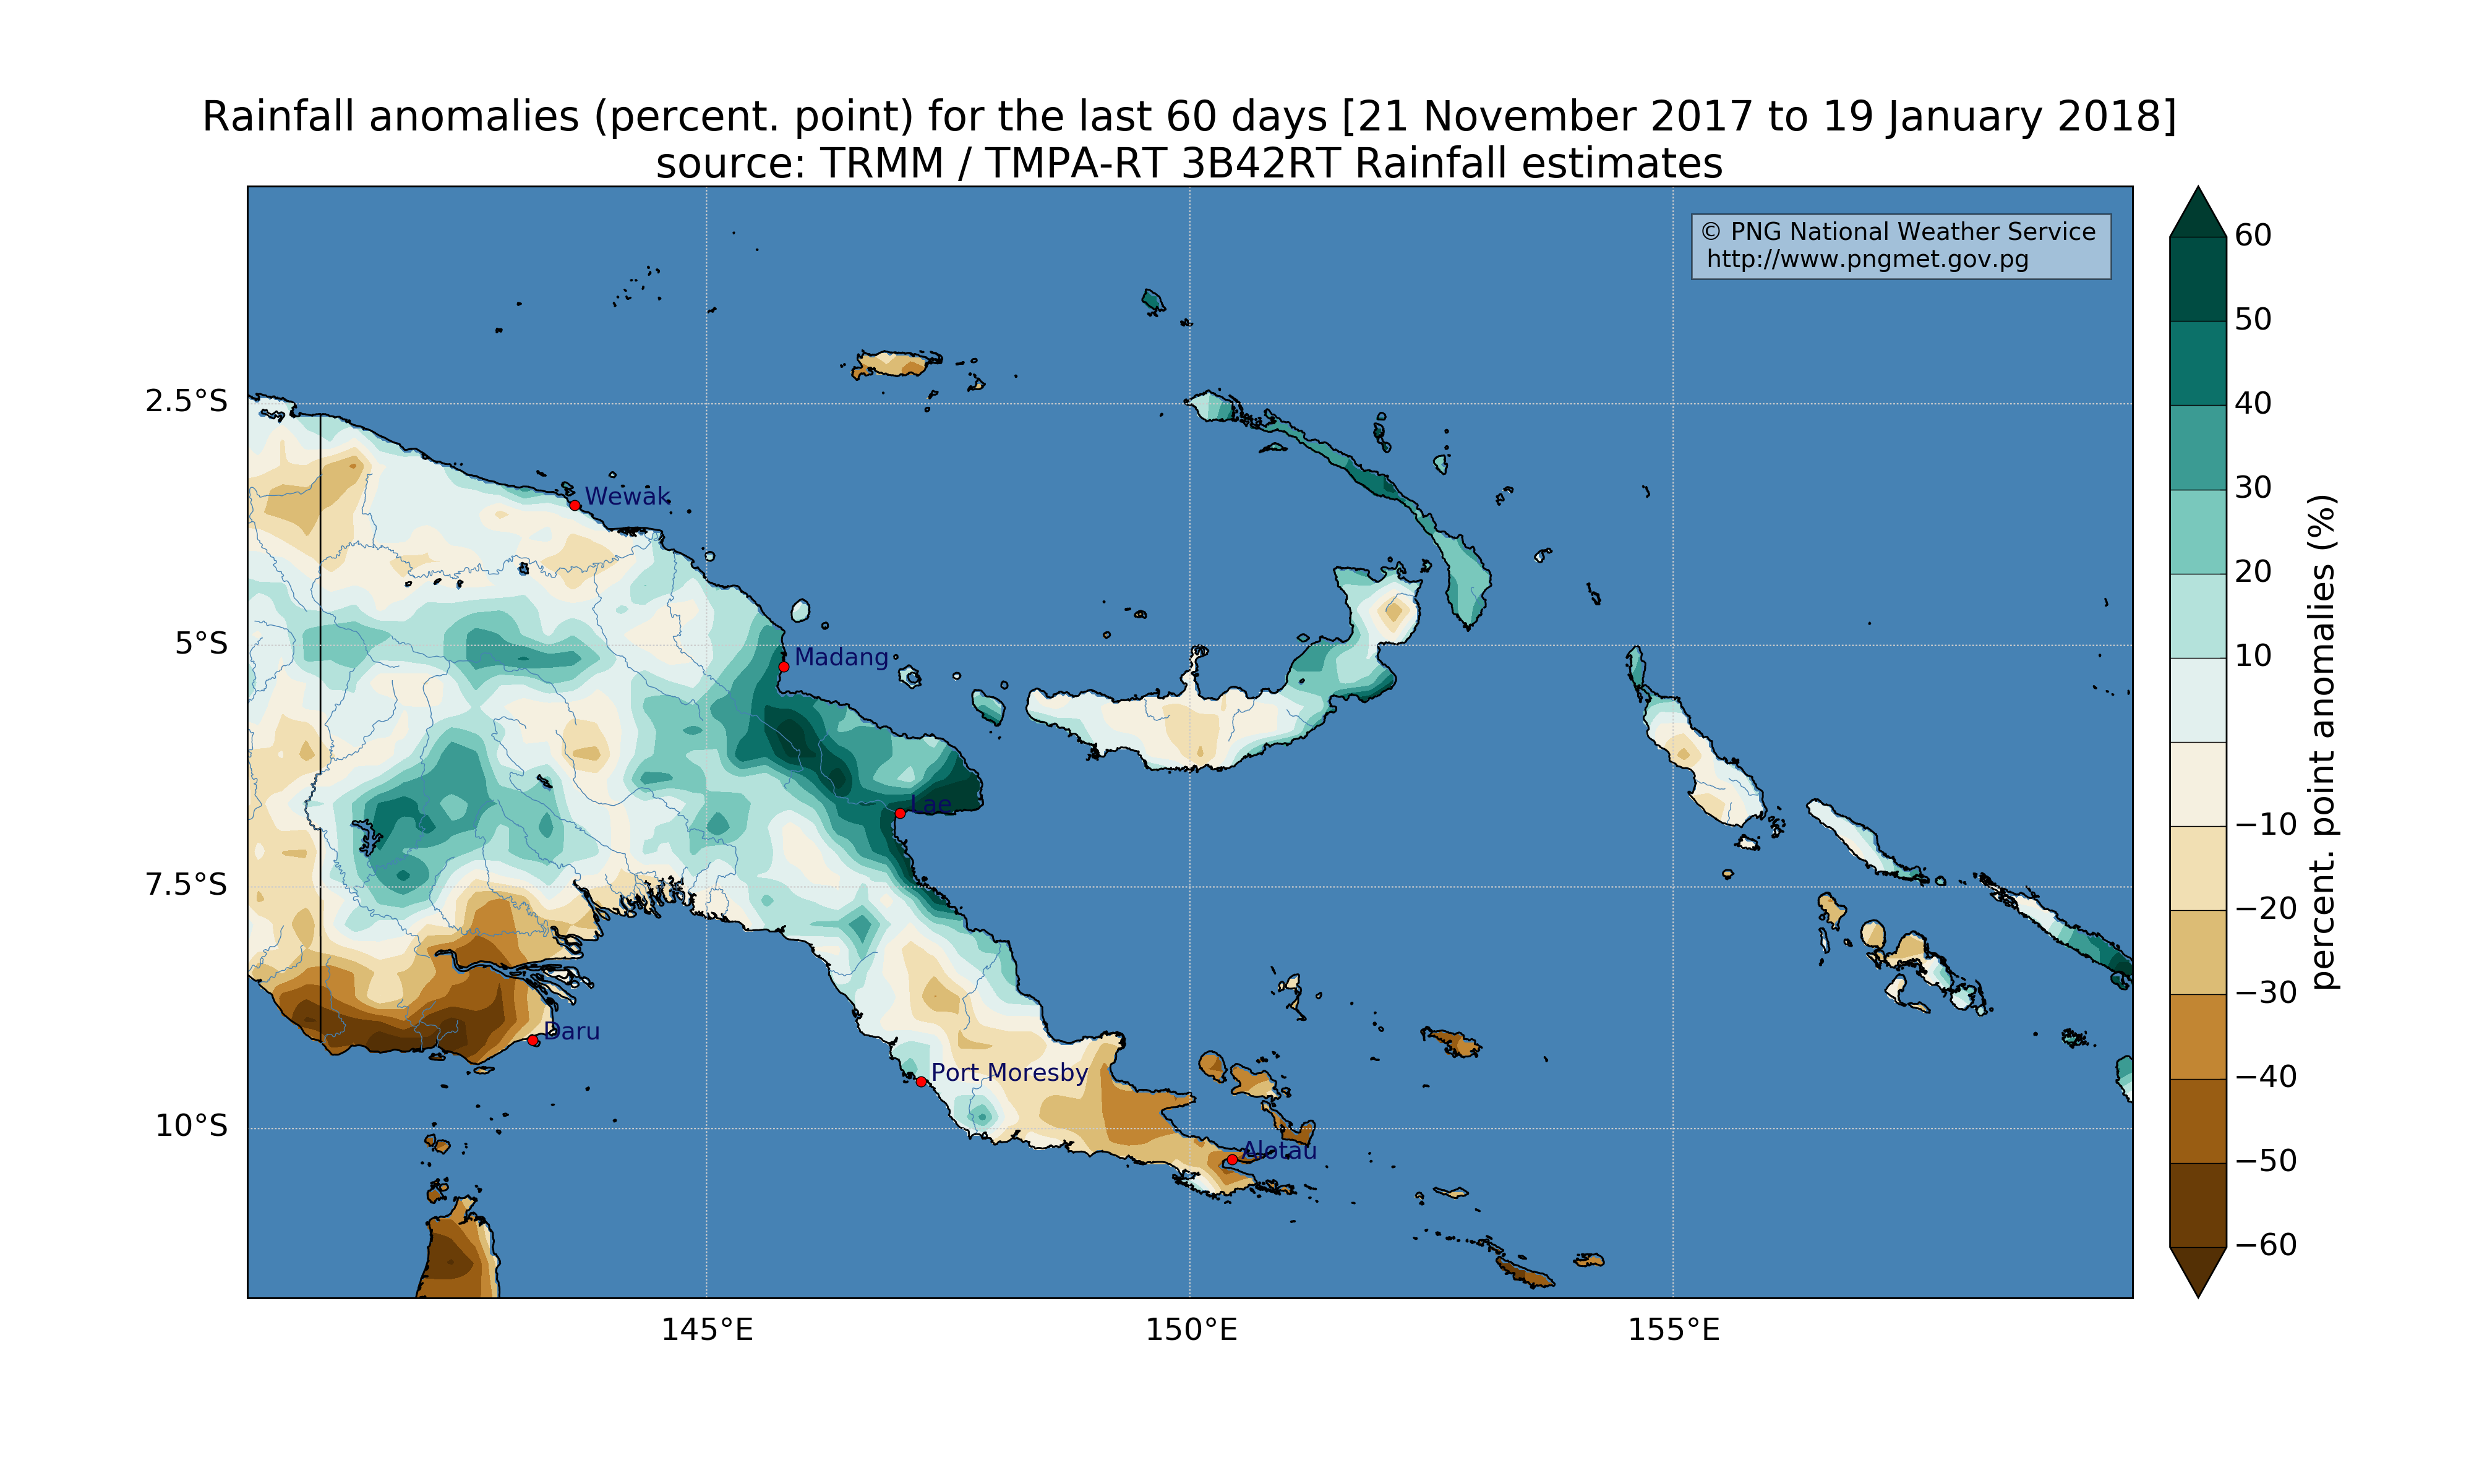 Rainfall anomalies (percent. point) for the last 60 days [21 November 2017 to 19 January 2018]
source: TRMM / TMPA-RT 3B42RT Rainfall estimates
© PNG National Weather Service
http://www.pngmet.gov.pg
2.5°S
5°S
7.5°S
10°S
Wewak
Madang
Lae
Daru
Port Moresby
Alotau
145°E
150°E
155°E
60
50
40
30
20
10
−10
−20
−30
−40
−50
−60
percent. point anomalies (%)